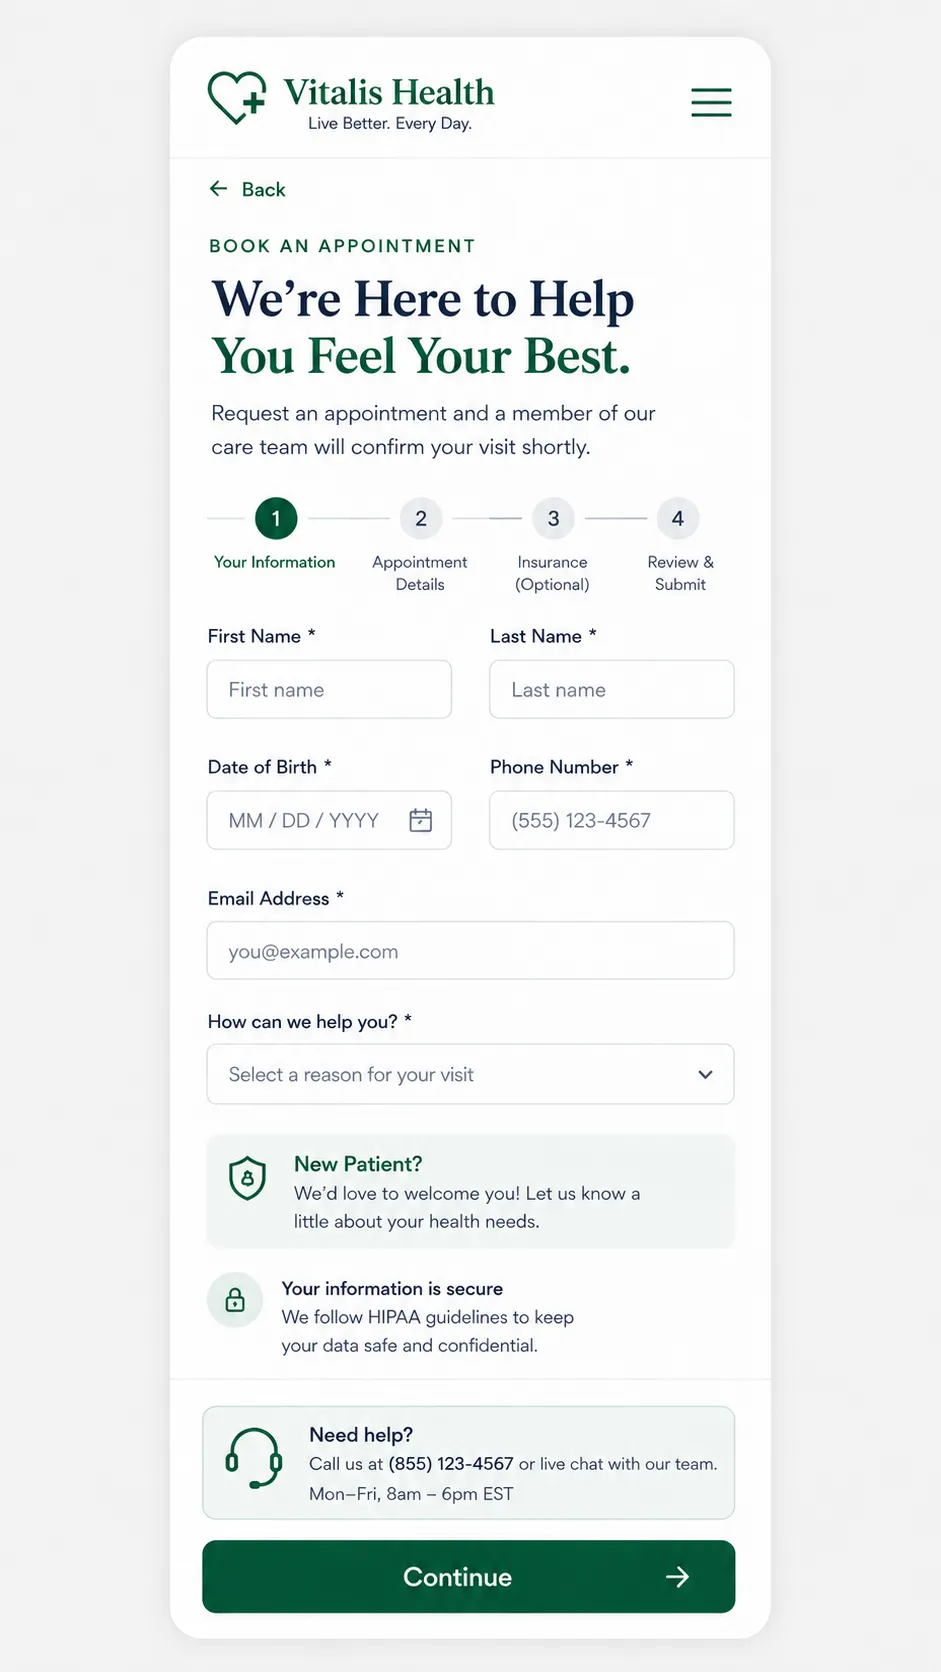 Vitalis Health
Live Better. Every Day.
← Back
BOOK AN APPOINTMENT
We’re Here to Help
You Feel Your Best.
Request an appointment and a member of our
care team will confirm your visit shortly.
1 2 3 4
Your Information
Appointment
Details
Insurance
(Optional)
Review &
Submit
First Name *
First name
Last Name *
Last name
Date of Birth *
MM / DD / YYYY
Phone Number *
(555) 123-4567
Email Address *
you@example.com
How can we help you? *
Select a reason for your visit
New Patient?
We’d love to welcome you! Let us know a
little about your health needs.
Your information is secure
We follow HIPAA guidelines to keep
your data safe and confidential.
Need help?
Call us at (855) 123-4567 or live chat with our team.
Mon–Fri, 8am – 6pm EST
Continue →